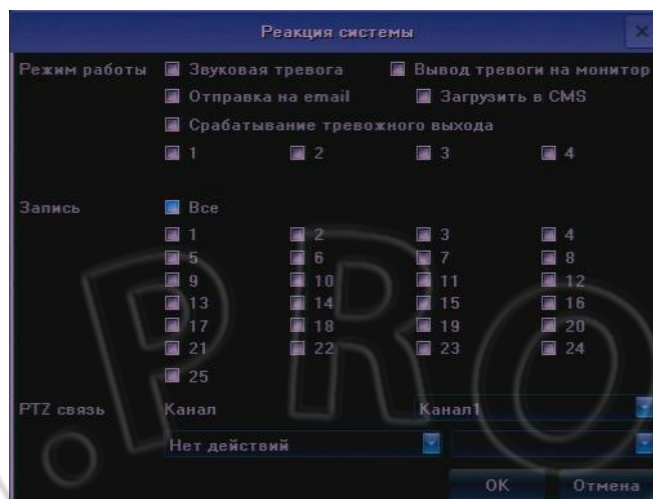 Реакция системы
Режим работы Звуковая тревога Вывод тревоги на монитор
Отправка на email Загрузить в CMS
Срабатывание тревожного выхода
1 2 3 4
Запись Все
1 2 3 4
5 6 7 8
9 10 11 12
13 14 15 16
17 18 19 20
21 22 23 24
25
PTZ связь Канал Канал1
Нет действий
OK Отмена
.PRO